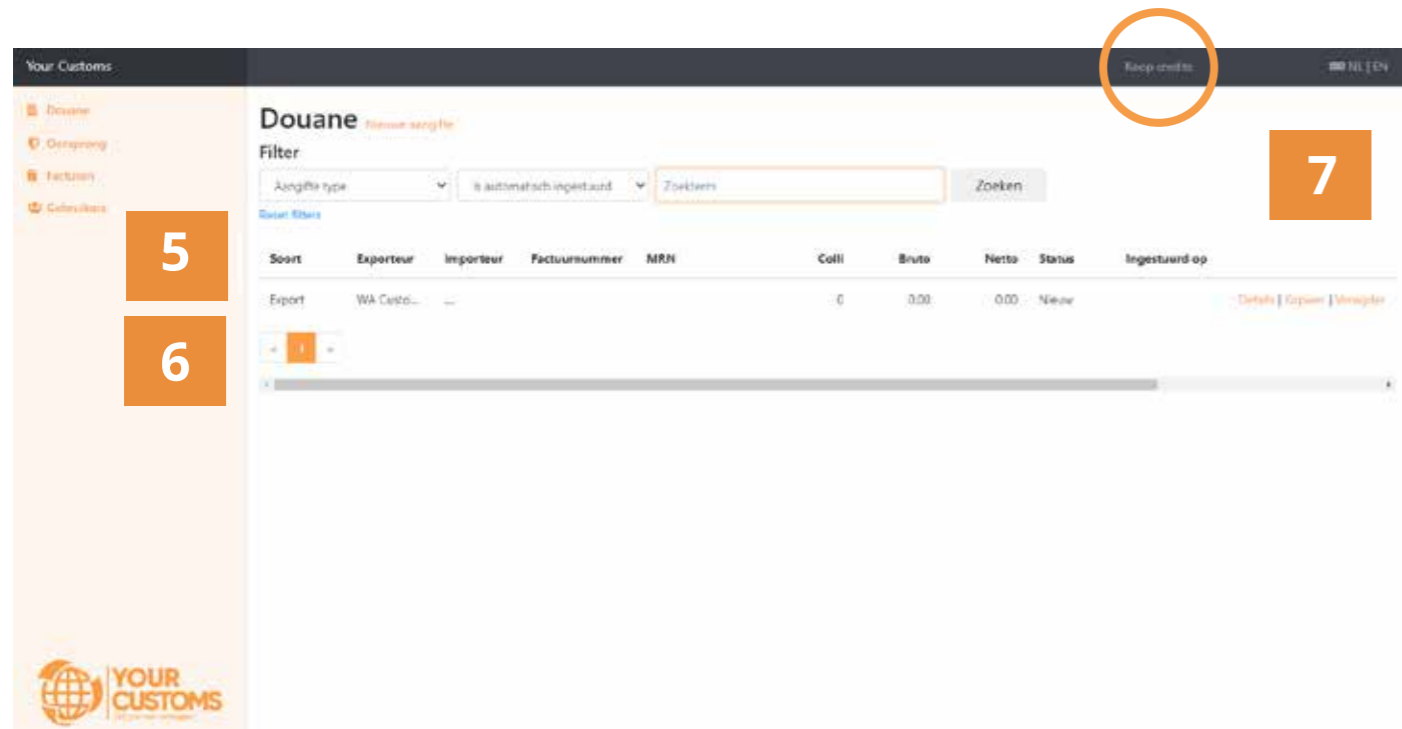 Your Customs
Koop credits
NL | EN
Douane
Oorsprong
Facturen
Gebruikers
Douane Nieuwe aangifte
Filter
Aangifte type
Is automatisch ingestuurd
Zoekterm
Zoeken
Reset filters
7
5
6
Soort Exporteur Importeur Factuurnummer MRN Colli Bruto Netto Status Ingestuurd op
Export WA Custo... ... 0 0.00 0.00 Nieuw Details | Kopieer | Verwijder
« 1 »
YOUR
CUSTOMS